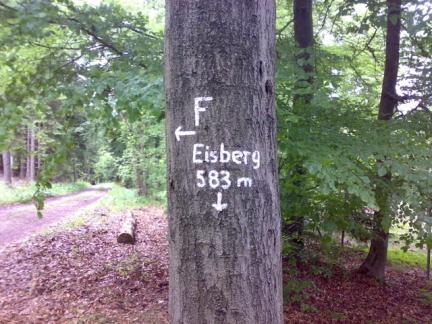 F
←
Eisberg
583 m
↓